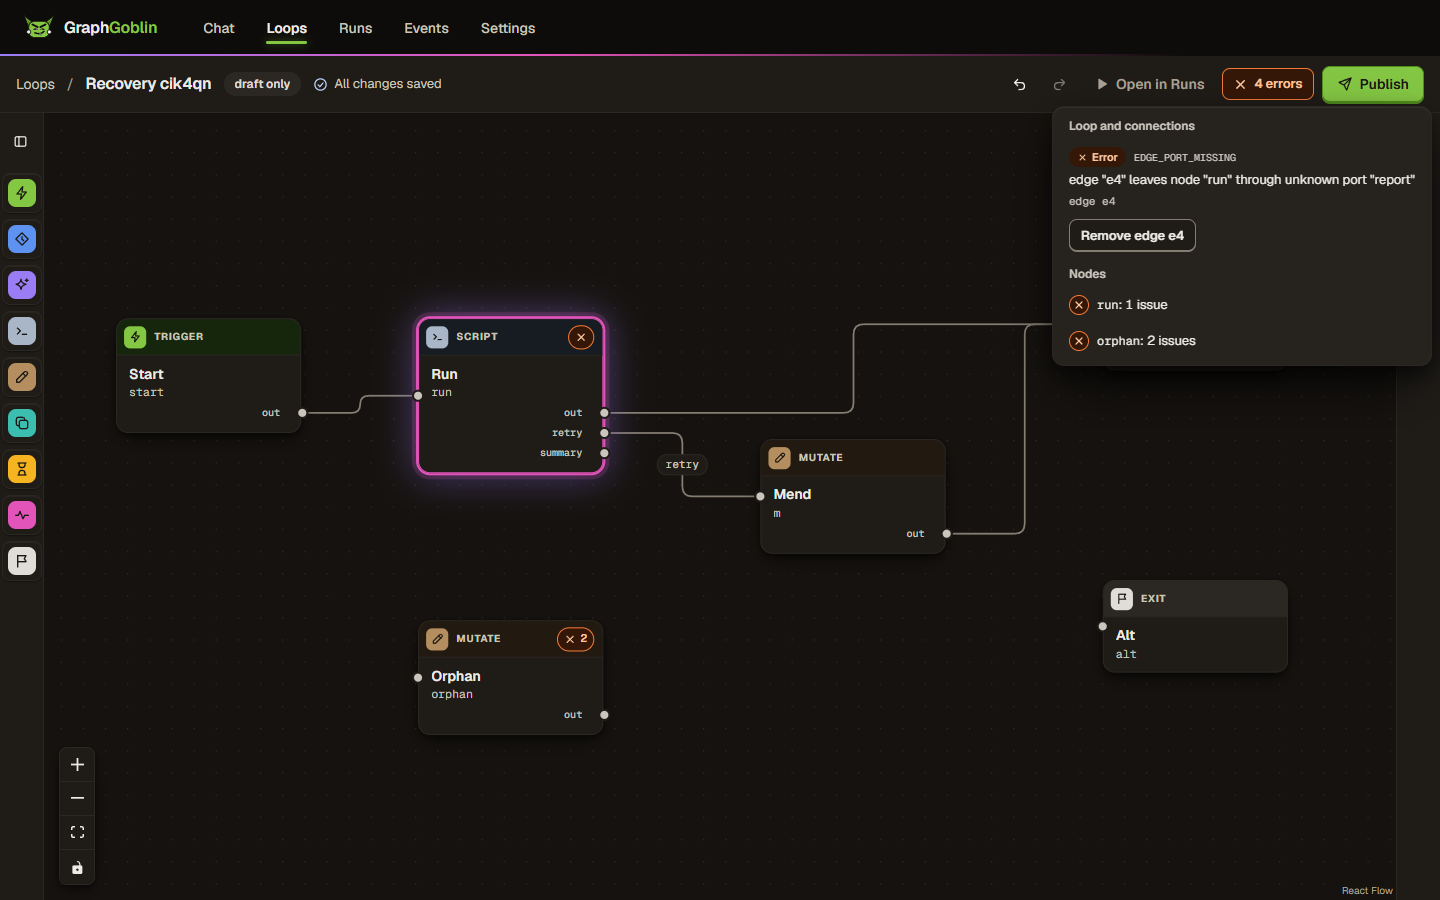 GraphGoblin Chat Loops Runs Events Settings
Loops / Recovery cik4qn draft only All changes saved Open in Runs 4 errors Publish
Loop and connections
Error EDGE_PORT_MISSING
edge "e4" leaves node "run" through unknown port "report"
edge e4
Remove edge e4
Nodes
run: 1 issue
orphan: 2 issues
TRIGGER
Start
start
out
SCRIPT
Run
run
out
retry
summary
retry
MUTATE
Mend
m
out
EXIT
Alt
alt
MUTATE
2
Orphan
orphan
out
React Flow